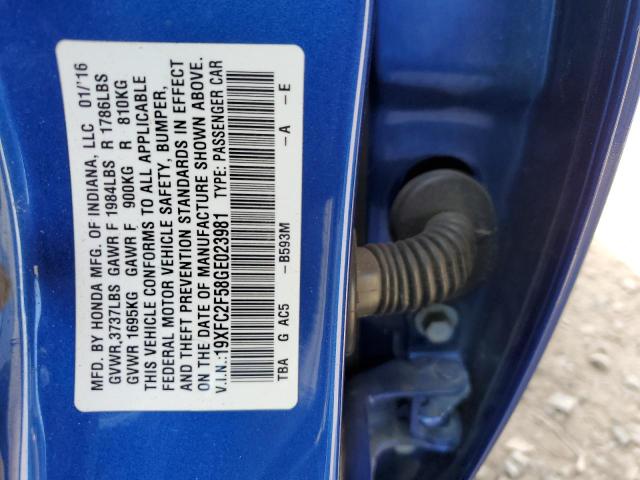 MFD. BY HONDA MFG. OF INDIANA, LLC 01/'16
GVWR 3737LBS GAWR F 1984LBS R 1786LBS
GVWR 1695KG GAWR F 900KG R 810KG
THIS VEHICLE CONFORMS TO ALL APPLICABLE
FEDERAL MOTOR VEHICLE SAFETY, BUMPER,
AND THEFT PREVENTION STANDARDS IN EFFECT
ON THE DATE OF MANUFACTURE SHOWN ABOVE.
V.I.N.:19XFC2F58GE023981 TYPE: PASSENGER CAR
TBA G AC5 –B593M –A –E